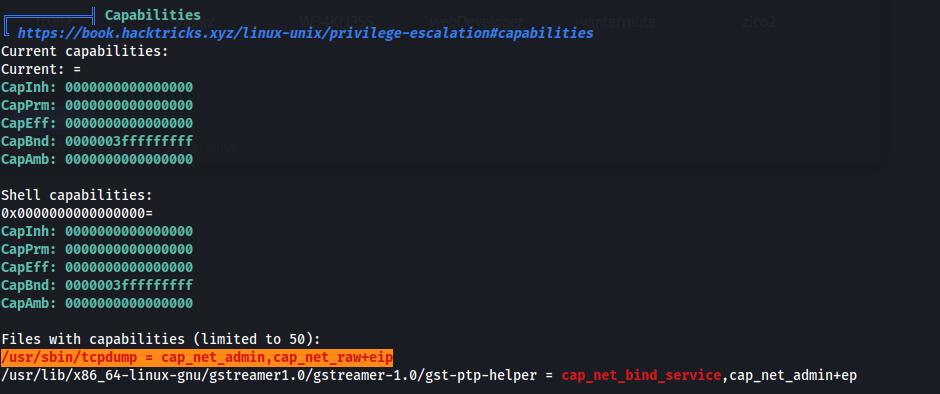 Capabilities
https://book.hacktricks.xyz/linux-unix/privilege-escalation#capabilities
Current capabilities:
Current: =
CapInh: 0000000000000000
CapPrm: 0000000000000000
CapEff: 0000000000000000
CapBnd: 0000003fffffffff
CapAmb: 0000000000000000
Shell capabilities:
0x0000000000000000=
CapInh: 0000000000000000
CapPrm: 0000000000000000
CapEff: 0000000000000000
CapBnd: 0000003fffffffff
CapAmb: 0000000000000000
Files with capabilities (limited to 50):
/usr/sbin/tcpdump = cap_net_admin,cap_net_raw+eip
/usr/lib/x86_64-linux-gnu/gstreamer1.0/gstreamer-1.0/gst-ptp-helper = cap_net_bind_service,cap_net_admin+ep